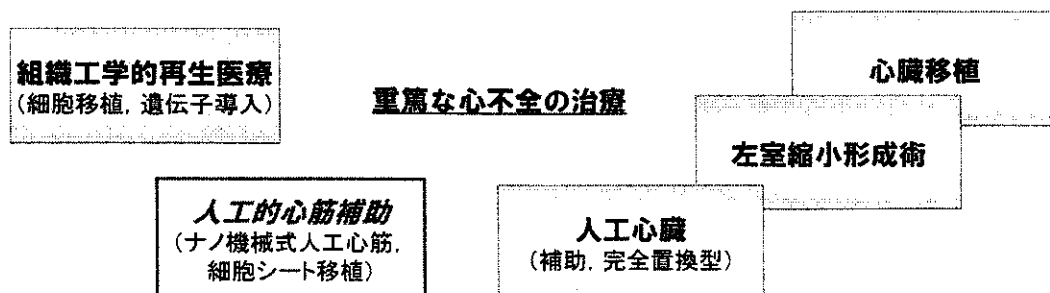 組織工学的再生医療
(細胞移植, 遺伝子導入)
重篤な心不全の治療
心臓移植
左室縮小形成術
人工的心筋補助
(ナノ機械式人工心筋,
細胞シート移植)
人工心臓
(補助, 完全置換型)